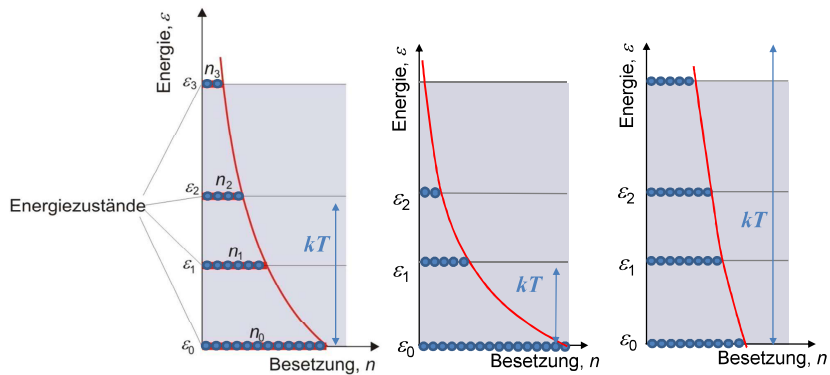 Energie, ε
n3
ε3
n2
ε2
Energiezustände
kT
n1
ε1
n0
ε0
Besetzung, n
Energie, ε
ε2
ε1
kT
ε0
Besetzung, n
Energie, ε
ε2
kT
ε1
ε0
Besetzung, n